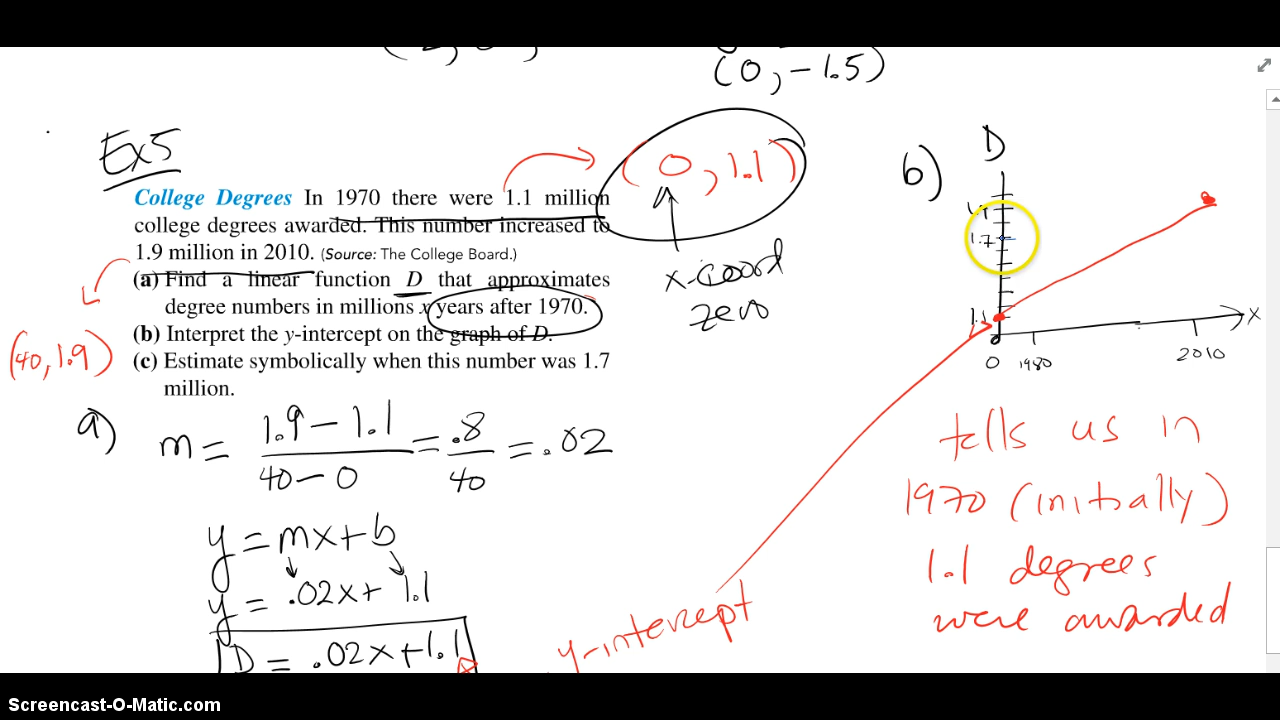 (0, -1.5)
Ex5
College Degrees In 1970 there were 1.1 million
college degrees awarded. This number increased to
1.9 million in 2010. (Source: The College Board.)
(a) Find a linear function D that approximates
degree numbers in millions x years after 1970.
(b) Interpret the y-intercept on the graph of D.
(c) Estimate symbolically when this number was 1.7
million.
(0, 1.1)
x-coord
zero
(40, 1.9)
a)
m = 1.9 - 1.1 = .8 = .02
40 - 0 40
y = mx + b
y = .02x + 1.1
D = .02x + 1.1
y-intercept
b)
D
1.7
1.1
x
0 1980 2010
tells us in
1970 (initially)
1.1 degrees
were awarded
Screencast-O-Matic.com